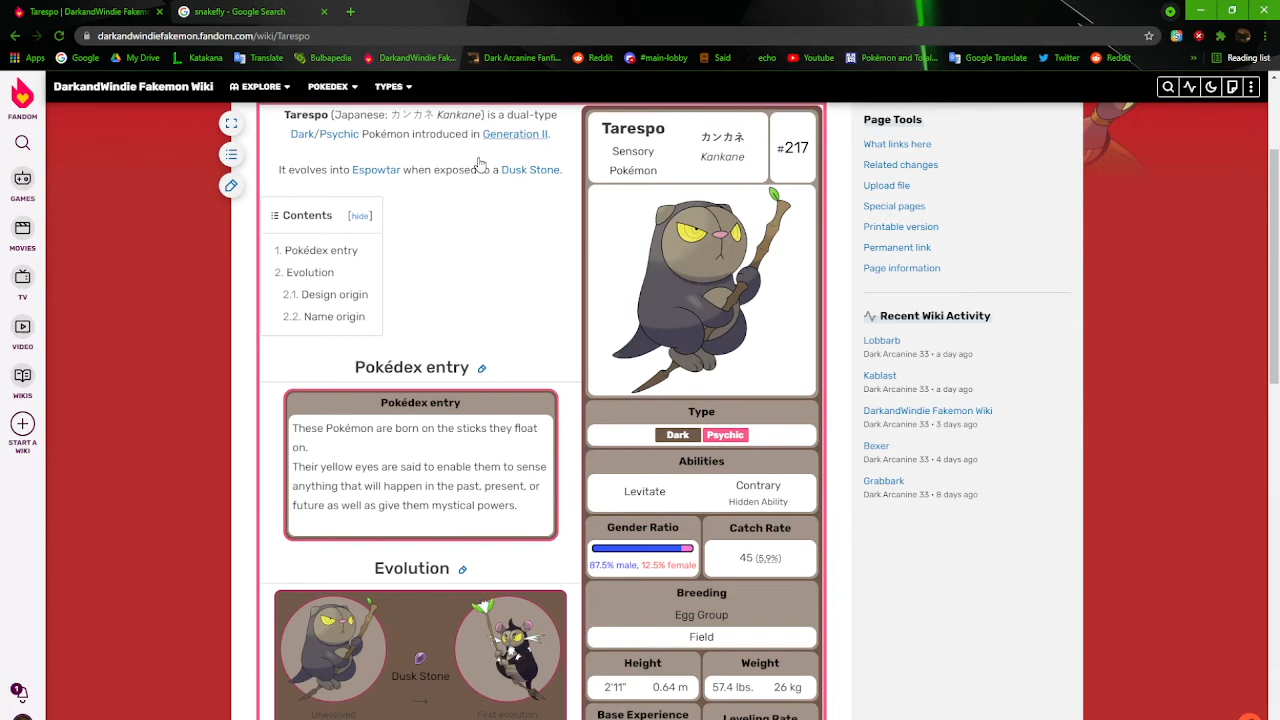 Tarespo | DarkandWindie Fakemo
snakefly - Google Search
darkandwindiefakemon.fandom.com/wiki/Tarespo
Apps
Google
My Drive
Katakana
Translate
Bulbapedia
DarkandWindie Fakem...
Dark Arcanine Fanfi...
Reddit
#main-lobby
Said
echo
Youtube
Pokémon and Total...
Google Translate
Twitter
Reddit
Reading list
FANDOM
GAMES
MOVIES
TV
VIDEO
WIKIS
START A
WIKI
1
DarkandWindie Fakemon Wiki
EXPLORE
POKEDEX
TYPES
Tarespo (Japanese: カンカネ Kankane) is a dual-type
Dark/Psychic Pokémon introduced in Generation II.
It evolves into Espowtar when exposed to a Dusk Stone.
Contents [hide]
1. Pokédex entry
2. Evolution
2.1. Design origin
2.2. Name origin
Pokédex entry
Pokédex entry
These Pokémon are born on the sticks they float
on.
Their yellow eyes are said to enable them to sense
anything that will happen in the past, present, or
future as well as give them mystical powers.
Evolution
Dusk Stone
→
Unevolved
First evolution
Tarespo
Sensory
Pokémon
カンカネ
Kankane
#217
Type
Dark Psychic
Abilities
Levitate
Contrary
Hidden Ability
Gender Ratio
87.5% male, 12.5% female
Catch Rate
45 (5.9%)
Breeding
Egg Group
Field
Height
2'11" 0.64 m
Weight
57.4 lbs. 26 kg
Base Experience
Leveling Rate
Page Tools
What links here
Related changes
Upload file
Special pages
Printable version
Permanent link
Page information
Recent Wiki Activity
Lobbarb
Dark Arcanine 33 • a day ago
Kablast
Dark Arcanine 33 • a day ago
DarkandWindie Fakemon Wiki
Dark Arcanine 33 • 3 days ago
Bexer
Dark Arcanine 33 • 4 days ago
Grabbark
Dark Arcanine 33 • 8 days ago